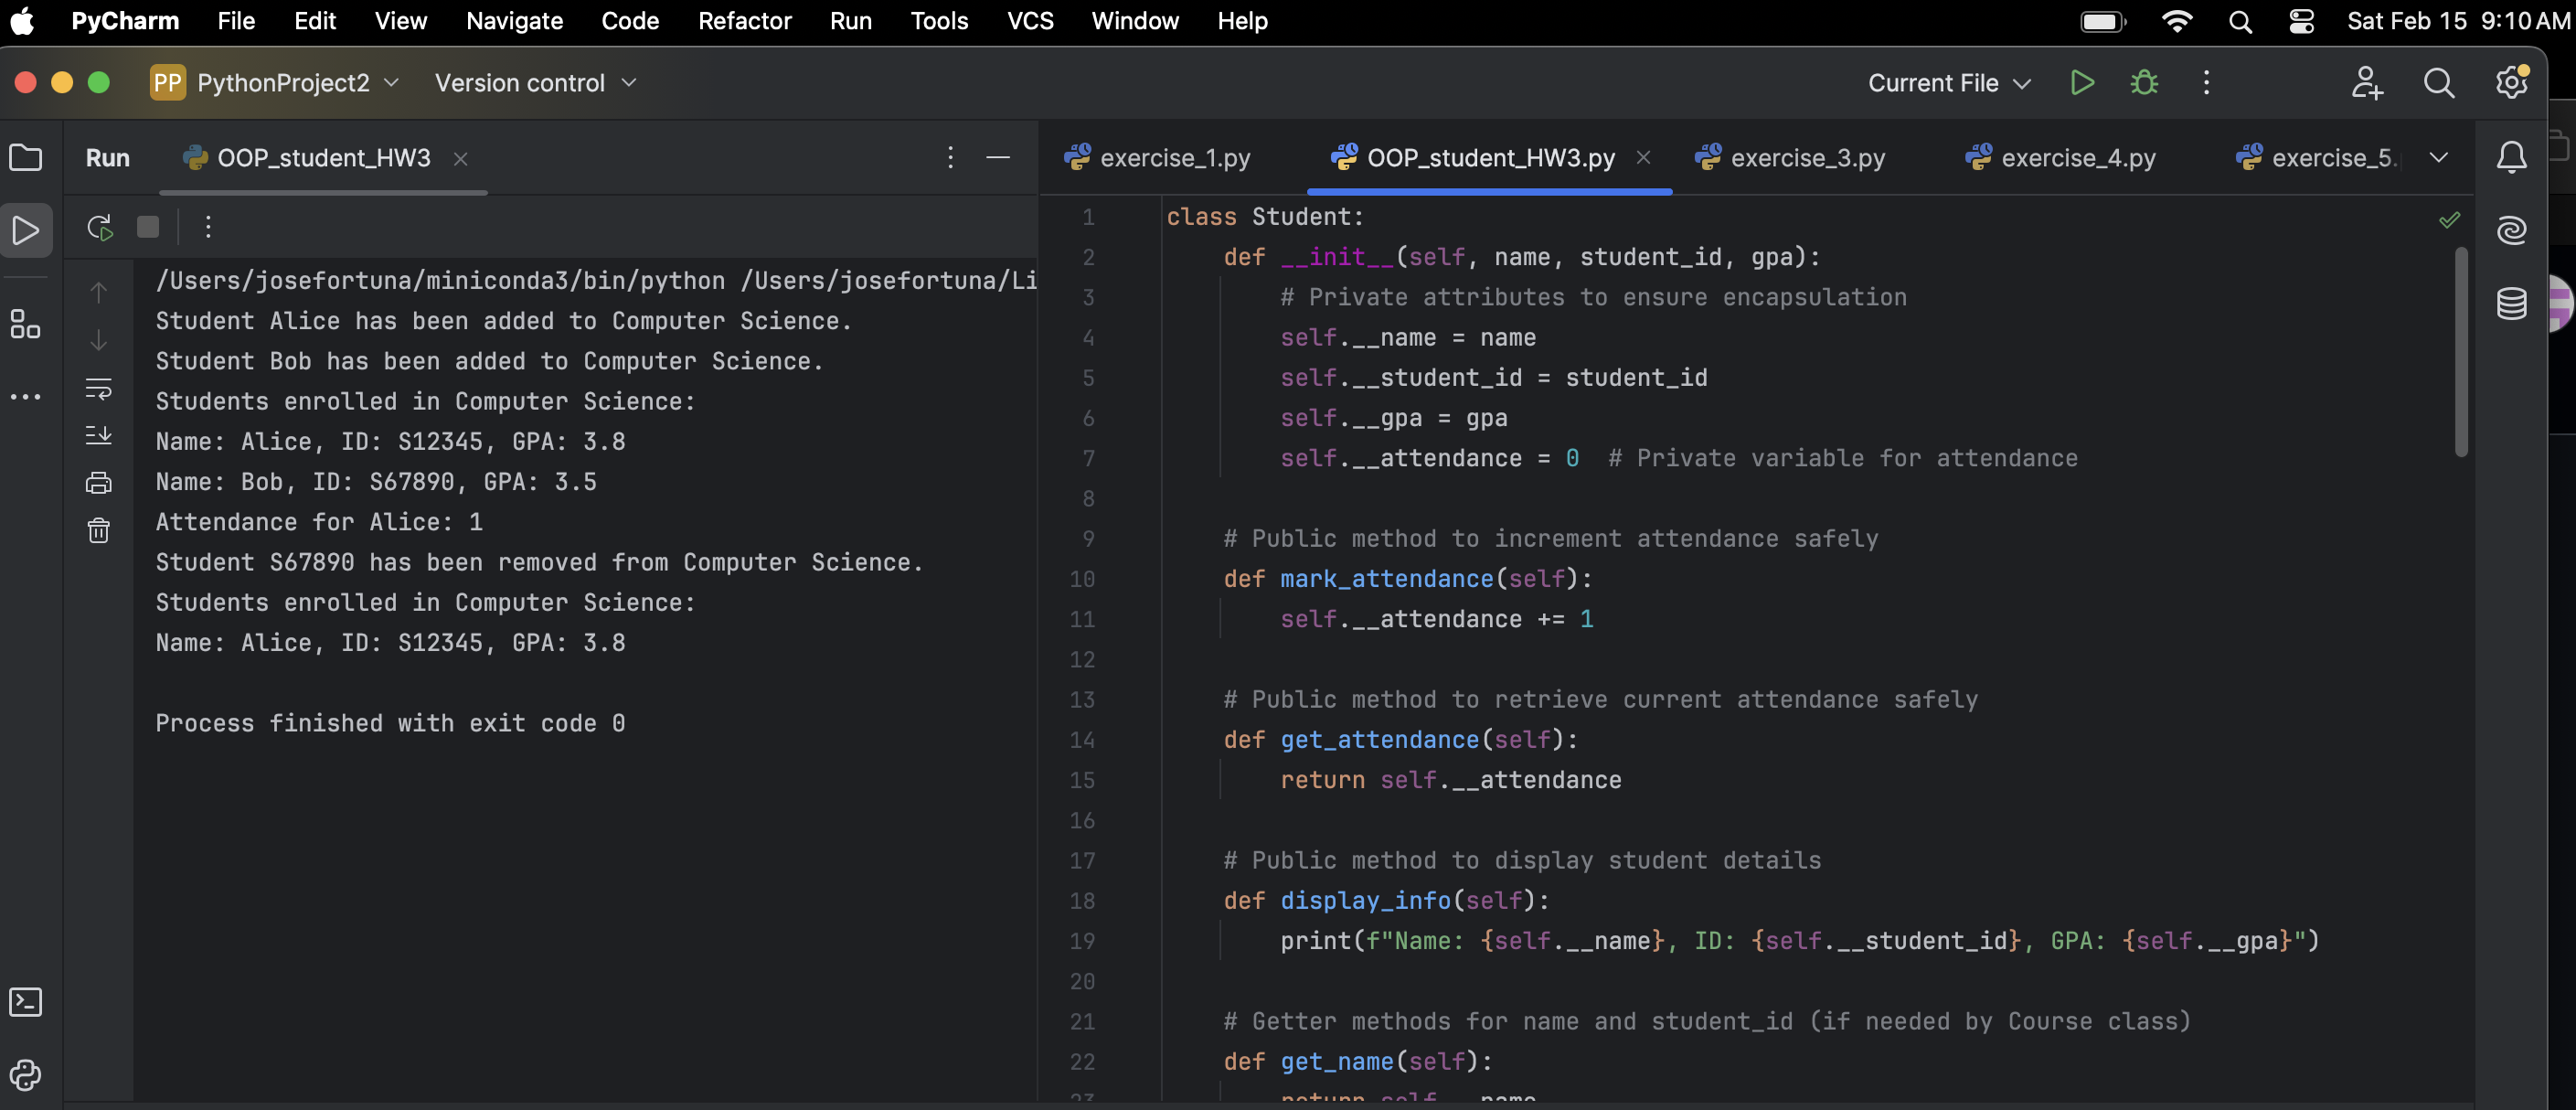 PyCharm File Edit View Navigate Code Refactor Run Tools VCS Window Help Sat Feb 15 9:10 AM
PP PythonProject2 Version control Current File
Run OOP_student_HW3
exercise_1.py OOP_student_HW3.py exercise_3.py exercise_4.py exercise_5.
/Users/josefortuna/miniconda3/bin/python /Users/josefortuna/Li
Student Alice has been added to Computer Science.
Student Bob has been added to Computer Science.
Students enrolled in Computer Science:
Name: Alice, ID: S12345, GPA: 3.8
Name: Bob, ID: S67890, GPA: 3.5
Attendance for Alice: 1
Student S67890 has been removed from Computer Science.
Students enrolled in Computer Science:
Name: Alice, ID: S12345, GPA: 3.8
Process finished with exit code 0
1 class Student:
2 def __init__(self, name, student_id, gpa):
3 # Private attributes to ensure encapsulation
4 self.__name = name
5 self.__student_id = student_id
6 self.__gpa = gpa
7 self.__attendance = 0 # Private variable for attendance
8
9 # Public method to increment attendance safely
10 def mark_attendance(self):
11 self.__attendance += 1
12
13 # Public method to retrieve current attendance safely
14 def get_attendance(self):
15 return self.__attendance
16
17 # Public method to display student details
18 def display_info(self):
19 print(f"Name: {self.__name}, ID: {self.__student_id}, GPA: {self.__gpa}")
20
21 # Getter methods for name and student_id (if needed by Course class)
22 def get_name(self):
23 return self.__name